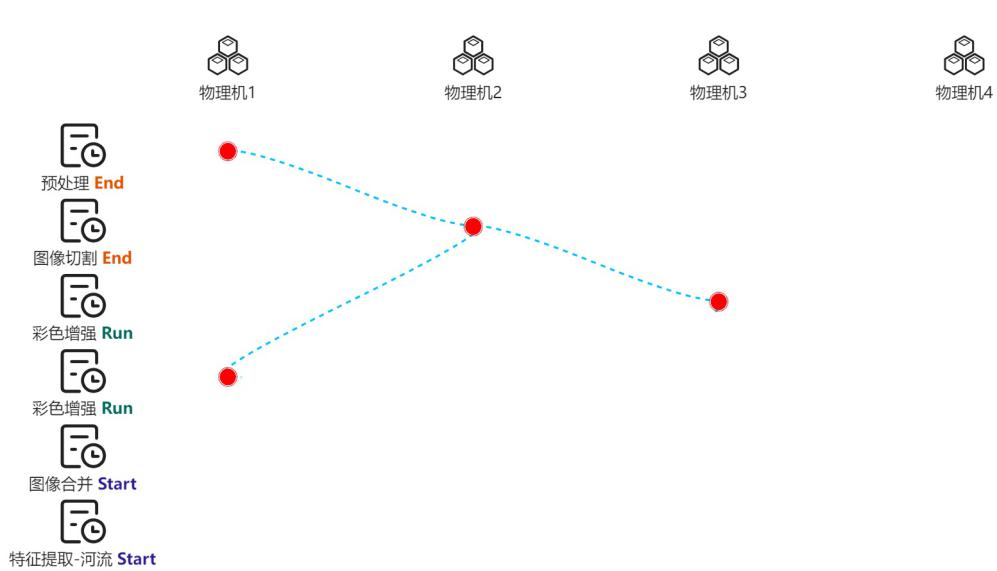 物理机1 物理机2 物理机3 物理机4
预处理 End
图像切割 End
彩色增强 Run
彩色增强 Run
图像合并 Start
特征提取-河流 Start